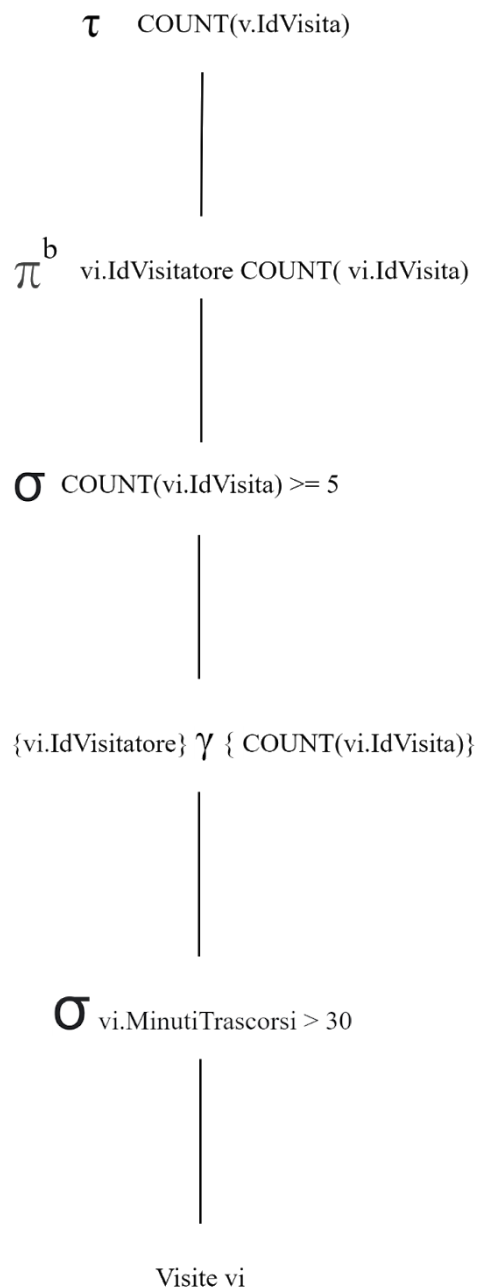 τ COUNT(v.IdVisita)
π^b vi.IdVisitatore COUNT( vi.IdVisita)
σ COUNT(vi.IdVisita) >= 5
{vi.IdVisitatore} γ { COUNT(vi.IdVisita)}
σ vi.MinutiTrascorsi > 30
Visite vi